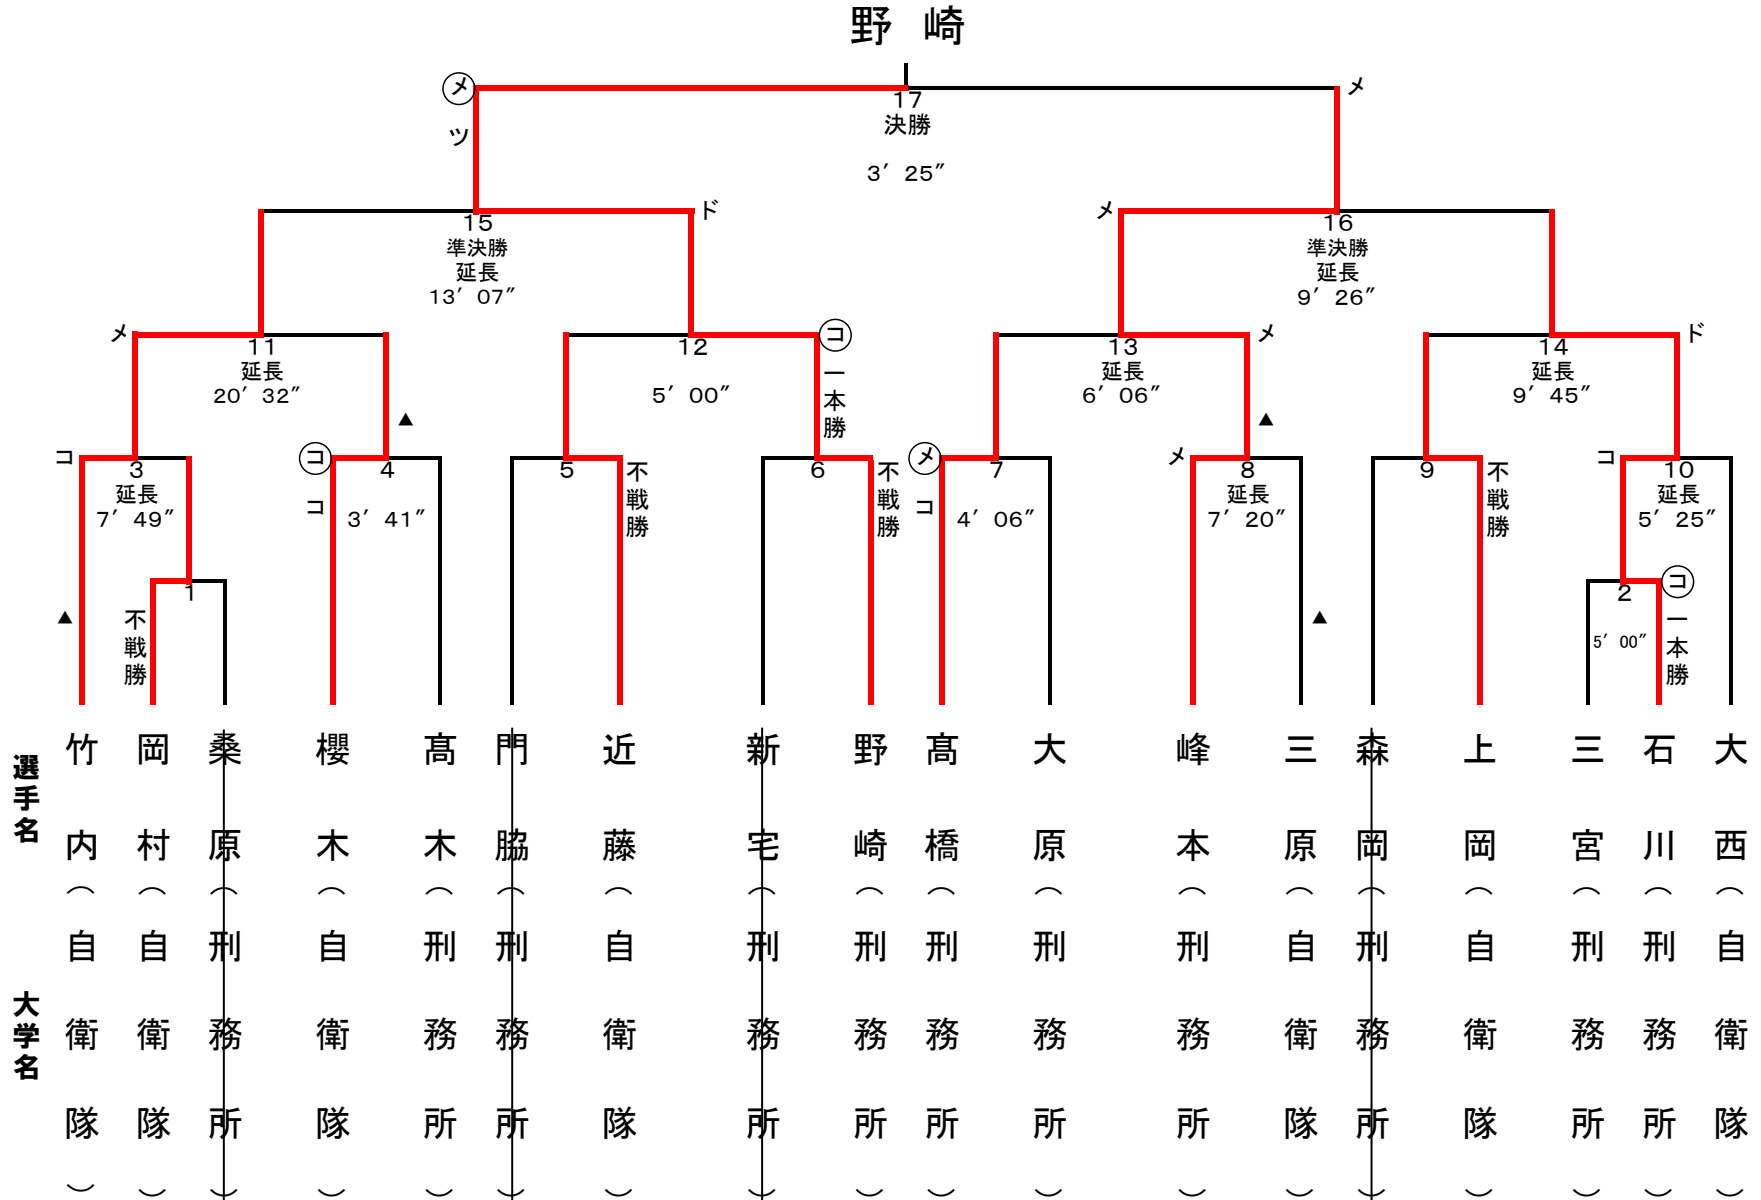 野 崎
メ
メ
17
決勝
ツ
3′ 25″
15
ド
メ
16
準決勝
延長
13′ 07″
準決勝
延長
9′ 26″
メ
11
延長
20′ 32″
12
コ
5′ 00″
一本勝
13
メ
延長
6′ 06″
14
ド
延長
9′ 45″
▲
▲
コ
3
延長
7′ 49″
コ
4
コ
3′ 41″
5
不戦勝
6
不戦勝
メ
7
コ
4′ 06″
メ
8
延長
7′ 20″
9
不戦勝
コ
10
延長
5′ 25″
1
不戦勝
▲
▲
2
コ
5′ 00″
一本勝
選手名
大学名
竹内(自衛隊)
岡村(自衛隊)
桑原(刑務所)
櫻木(自衛隊)
髙木(刑務所)
門脇(刑務所)
近藤(自衛隊)
新宅(刑務所)
野崎(刑務所)
髙橋(刑務所)
大原(刑務所)
峰本(刑務所)
三原(自衛隊)
森岡(刑務所)
上岡(自衛隊)
三宮(刑務所)
石川(刑務所)
大西(自衛隊)